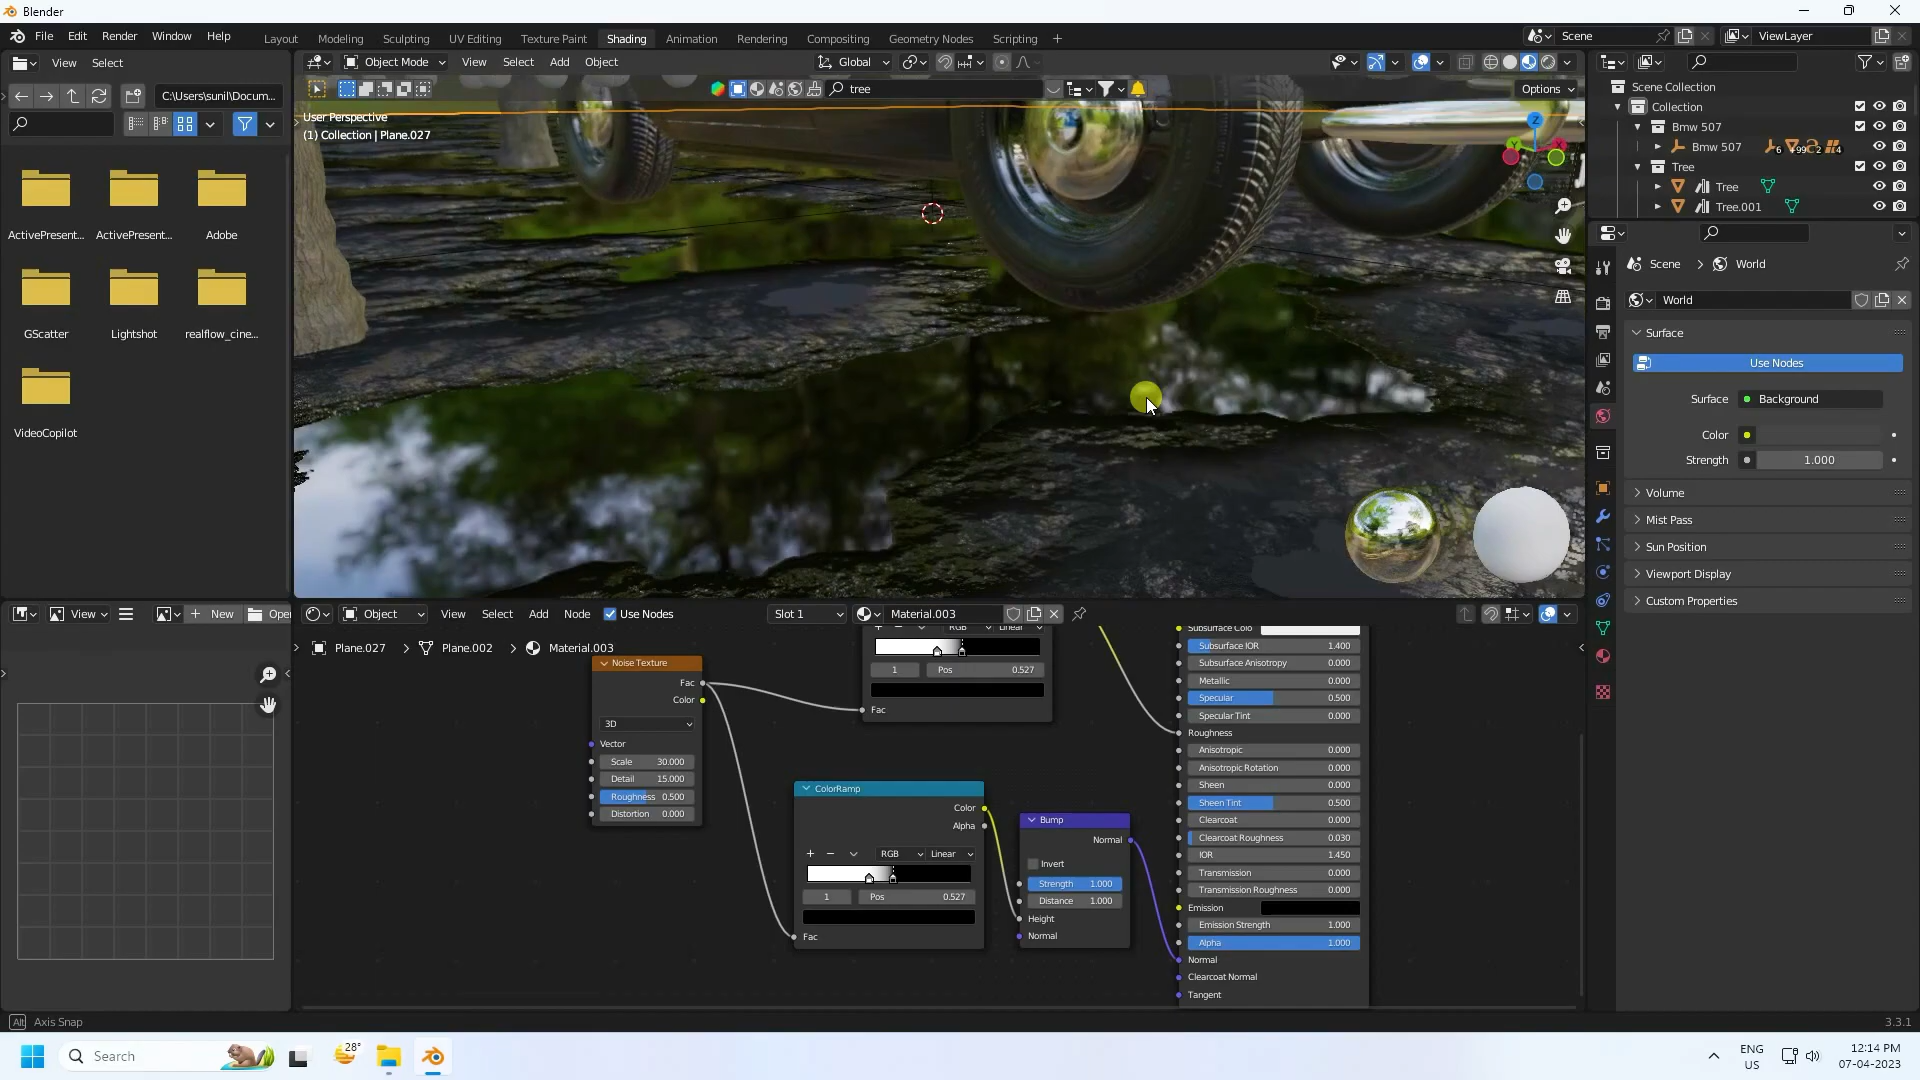 Blender
File Edit Render Window Help
Layout Modeling Sculpting UV Editing Texture Paint Shading Animation Rendering Compositing Geometry Nodes Scripting
Scene
ViewLayer
View Select
Object Mode View Select Add Object
Global
C:\Users\sunil\Docum...
tree
Options
User Perspective
(1) Collection | Plane.027
Z
ActivePresent... ActivePresent... Adobe
GScatter Lightshot realflow_cine...
VideoCopilot
Scene Collection
Collection
Bmw 507
Bmw 507 6 +99 2 4
Tree
Tree
Tree.001
Scene World
World
Surface
Use Nodes
Surface Background
Color
Strength 1.000
Volume
Mist Pass
Sun Position
Viewport Display
Custom Properties
View New Open
Object View Select Add Node Use Nodes Slot 1 Material.003
Plane.027 Plane.002 Material.003
Noise Texture
Fac
Color
3D
Vector
Scale 30.000
Detail 15.000
Roughness 0.500
Distortion 0.000
RGB Linear
1 Pos 0.527
Fac
ColorRamp
Color
Alpha
RGB Linear
1 Pos 0.527
Fac
Bump
Normal
Invert
Strength 1.000
Distance 1.000
Height
Normal
Subsurface Colo
Subsurface IOR 1.400
Subsurface Anisotropy 0.000
Metallic 0.000
Specular 0.500
Specular Tint 0.000
Roughness
Anisotropic 0.000
Anisotropic Rotation 0.000
Sheen 0.000
Sheen Tint 0.500
Clearcoat 0.000
Clearcoat Roughness 0.030
IOR 1.450
Transmission 0.000
Transmission Roughness 0.000
Emission
Emission Strength 1.000
Alpha 1.000
Normal
Clearcoat Normal
Tangent
Alt Axis Snap
3.3.1
Search
28°
ENG
US
12:14 PM
07-04-2023